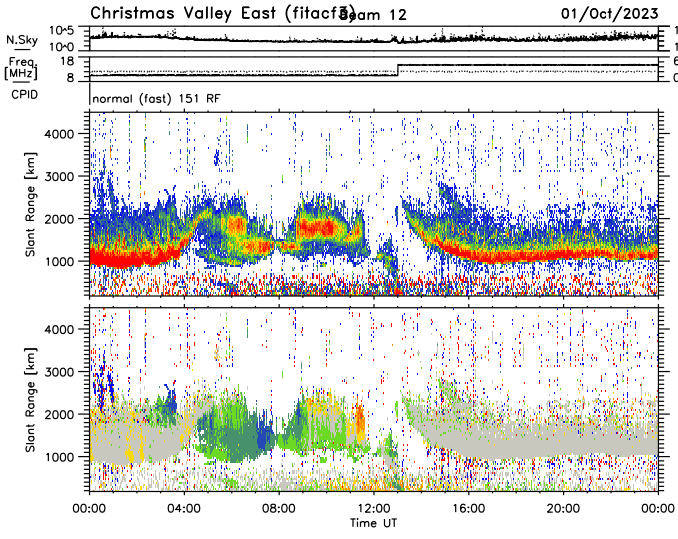 Christmas Valley East (fitacf3) Beam 12 01/Oct/2023
N.Sky 10^5 10^0 1 1
Freq. [MHz] 18 8 6 0
CPID normal (fast) 151 RF
Slant Range [km] 4000 3000 2000 1000
Slant Range [km] 4000 3000 2000 1000
00:00 04:00 08:00 12:00 16:00 20:00 00:00
Time UT